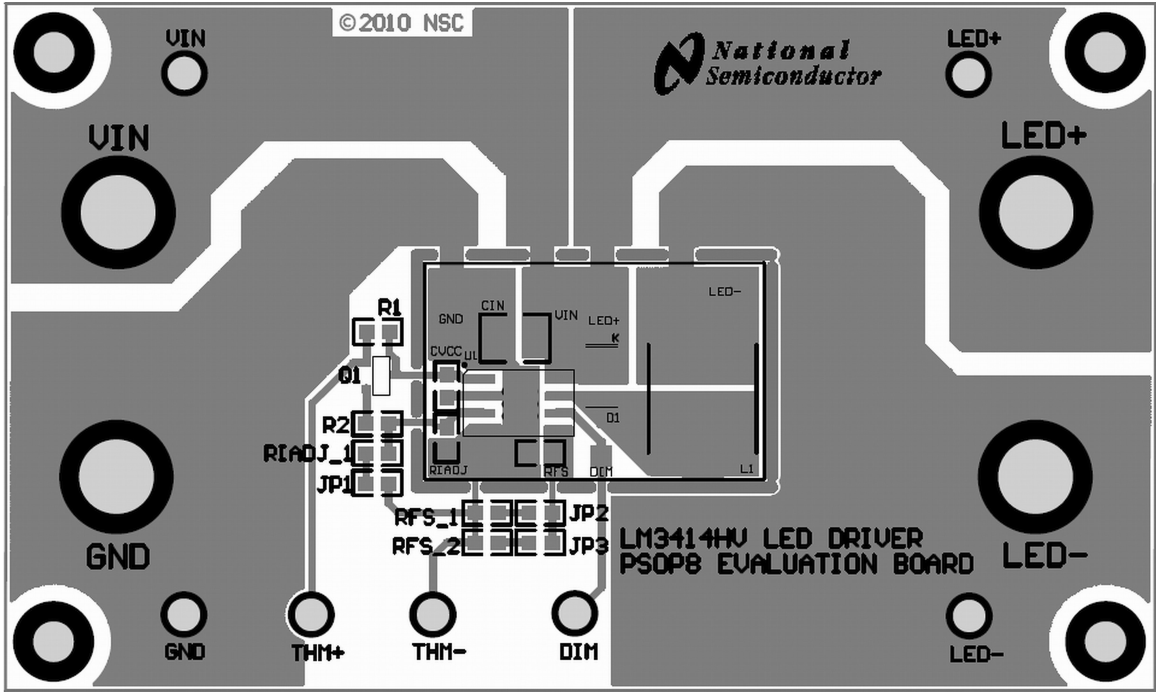 ©2010 NSC
VIN
National
Semiconductor
LED+
VIN
LED+
LED-
CIN
GND
VIN
LED+
R1
K
CVCC
U1
Q1
D1
R2
RIADJ_1
RIADJ
RFS
DIM
L1
JP1
RFS_1
JP2
RFS_2
JP3
LM3414HV LED DRIVER
PSOP8 EVALUATION BOARD
GND
LED-
GND
THM+
THM-
DIM
LED-